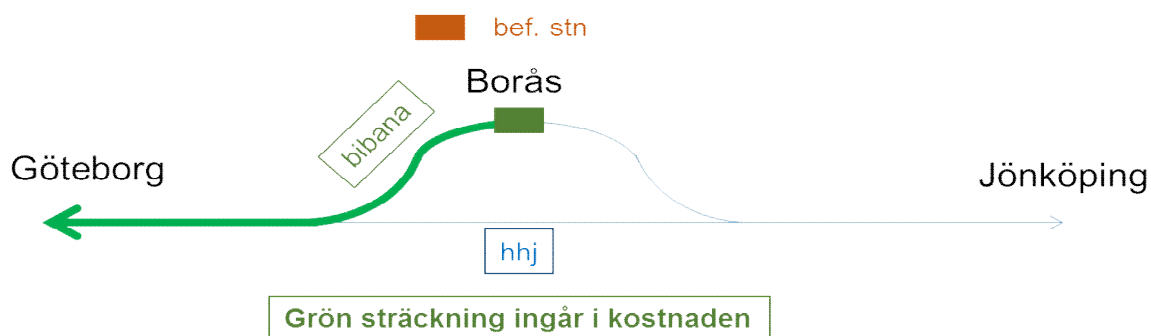 bef. stn
Borås
bibana
Göteborg
Jönköping
hhj
Grön sträckning ingår i kostnaden